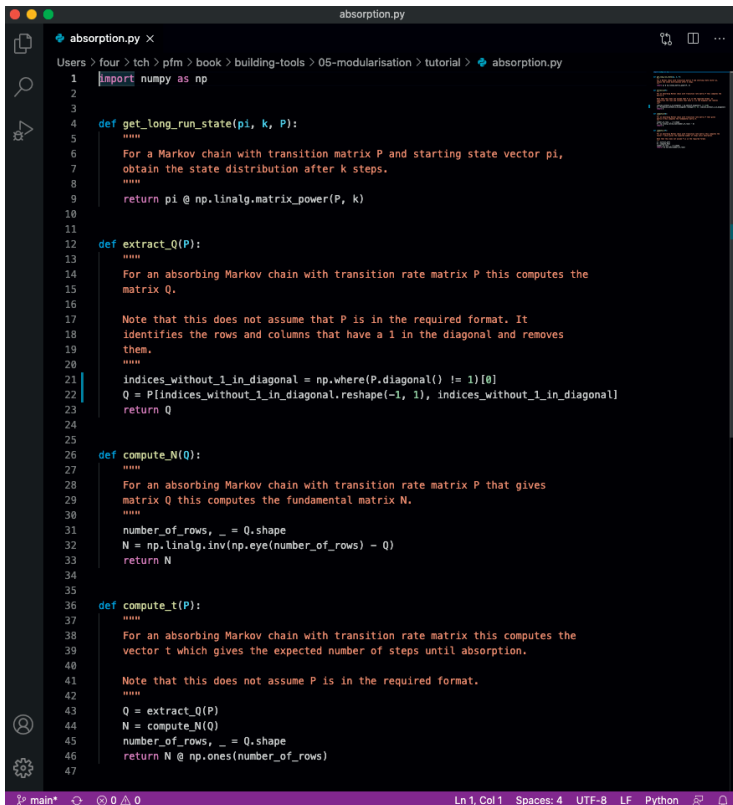 absorption.py
absorption.py ×
Users > four > tch > pfm > book > building-tools > 05-modularisation > tutorial > absorption.py
1 import numpy as np
2
3
4 def get_long_run_state(pi, k, P):
5     """
6     For a Markov chain with transition matrix P and starting state vector pi,
7     obtain the state distribution after k steps.
8     """
9     return pi @ np.linalg.matrix_power(P, k)
10
11
12 def extract_Q(P):
13     """
14     For an absorbing Markov chain with transition rate matrix P this computes the
15     matrix Q.
16
17     Note that this does not assume that P is in the required format. It
18     identifies the rows and columns that have a 1 in the diagonal and removes
19     them.
20     """
21     indices_without_1_in_diagonal = np.where(P.diagonal() != 1)[0]
22     Q = P[indices_without_1_in_diagonal.reshape(-1, 1), indices_without_1_in_diagonal]
23     return Q
24
25
26 def compute_N(Q):
27     """
28     For an absorbing Markov chain with transition rate matrix P that gives
29     matrix Q this computes the fundamental matrix N.
30     """
31     number_of_rows, _ = Q.shape
32     N = np.linalg.inv(np.eye(number_of_rows) - Q)
33     return N
34
35
36 def compute_t(P):
37     """
38     For an absorbing Markov chain with transition rate matrix this computes the
39     vector t which gives the expected number of steps until absorption.
40
41     Note that this does not assume P is in the required format.
42     """
43     Q = extract_Q(P)
44     N = compute_N(Q)
45     number_of_rows, _ = Q.shape
46     return N @ np.ones(number_of_rows)
47
main* 0 0 Ln 1, Col 1 Spaces: 4 UTF-8 LF Python